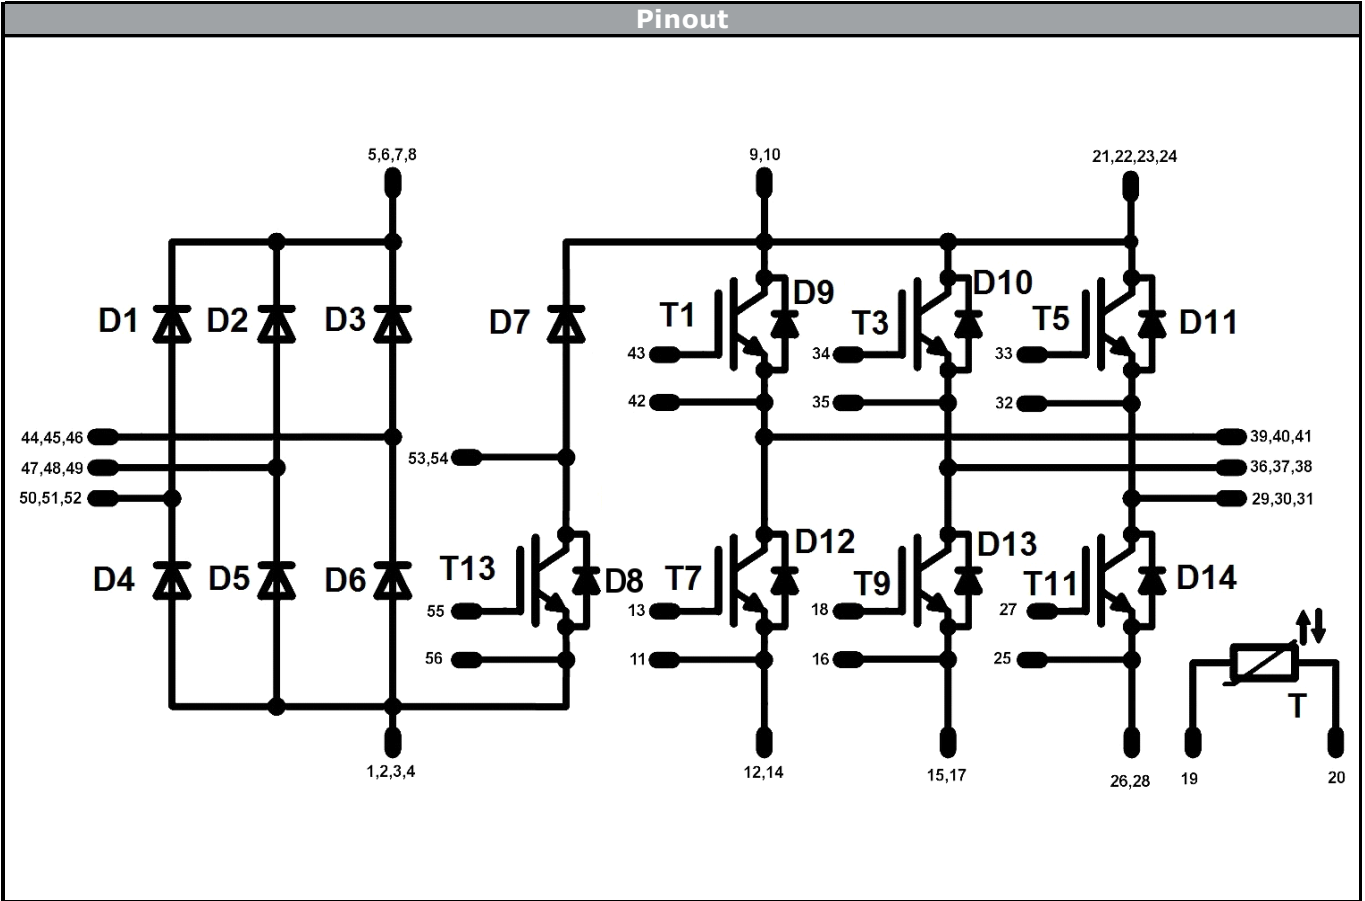 Pinout
5,6,7,8
9,10
21,22,23,24
D1
D2
D3
D7
T1
D9
T3
D10
T5
D11
43
34
33
42
35
32
44,45,46
47,48,49
50,51,52
53,54
39,40,41
36,37,38
29,30,31
D4
D5
D6
T13
D8
T7
D12
T9
D13
T11
D14
55
13
18
27
56
11
16
25
T
1,2,3,4
12,14
15,17
26,28
19
20